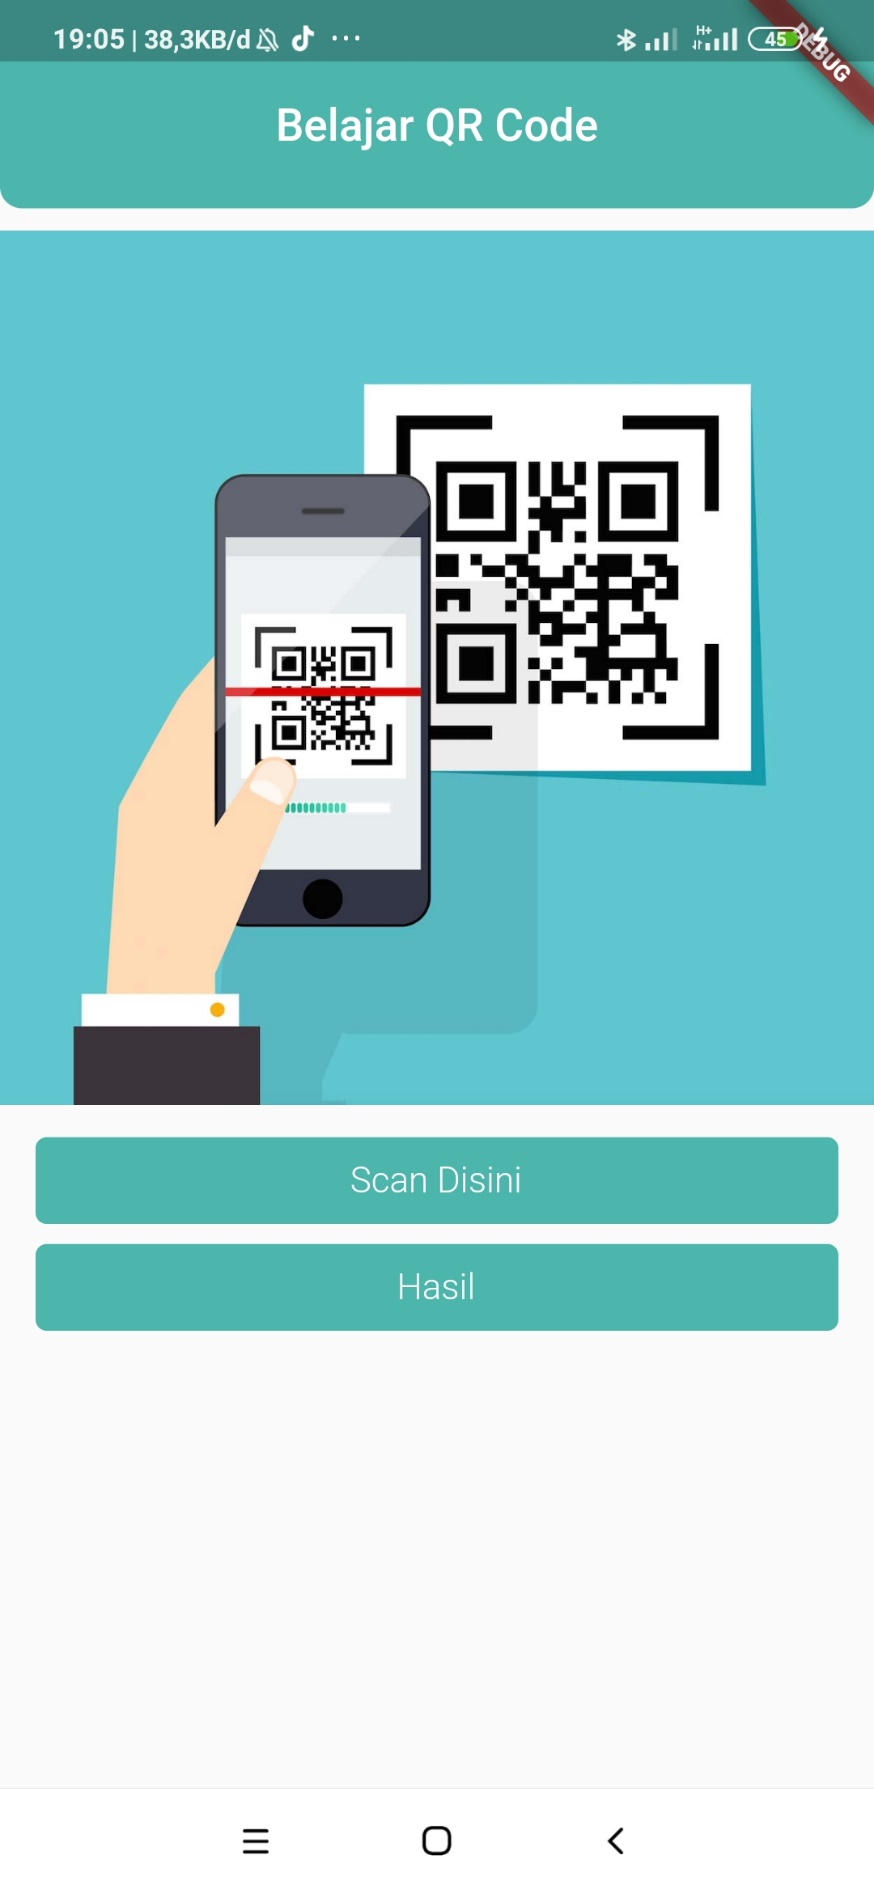 19:05 | 38,3KB/d ... H+ 45
DEBUG
Belajar QR Code
Scan Disini
Hasil